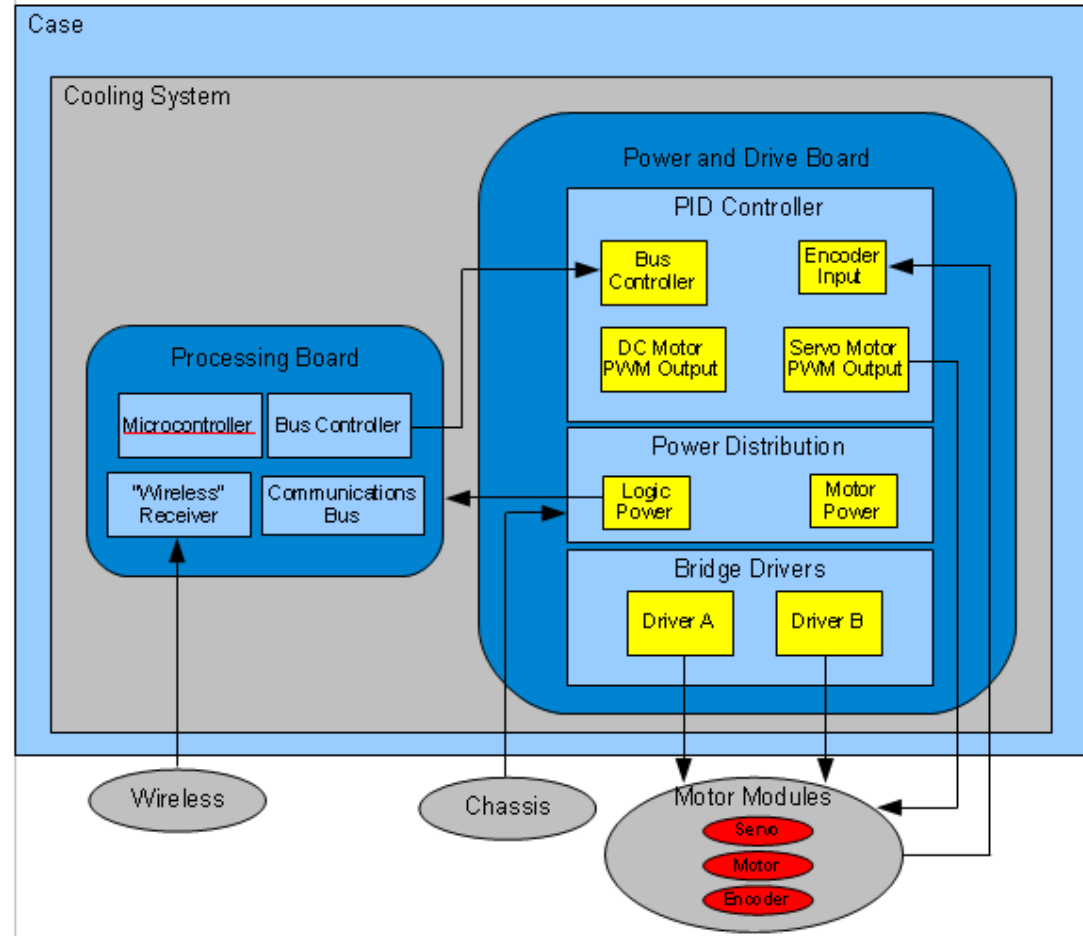 Case
Cooling System
Power and Drive Board
PID Controller
Bus
Controller
Encoder
Input
DC Motor
PWM Output
Servo Motor
PWM Output
Processing Board
Microcontroller
Bus Controller
"Wireless"
Receiver
Communications
Bus
Power Distribution
Logic
Power
Motor
Power
Bridge Drivers
Driver A
Driver B
Wireless
Chassis
Motor Modules
Servo
Motor
Encoder